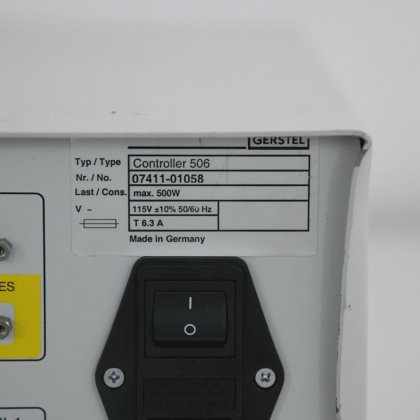 GERSTEL
Typ / Type Controller 506
Nr. / No. 07411-01058
Last / Cons. max. 500W
V ~ 115V ±10% 50/60 Hz
T 6.3 A
Made in Germany
ES
I
O